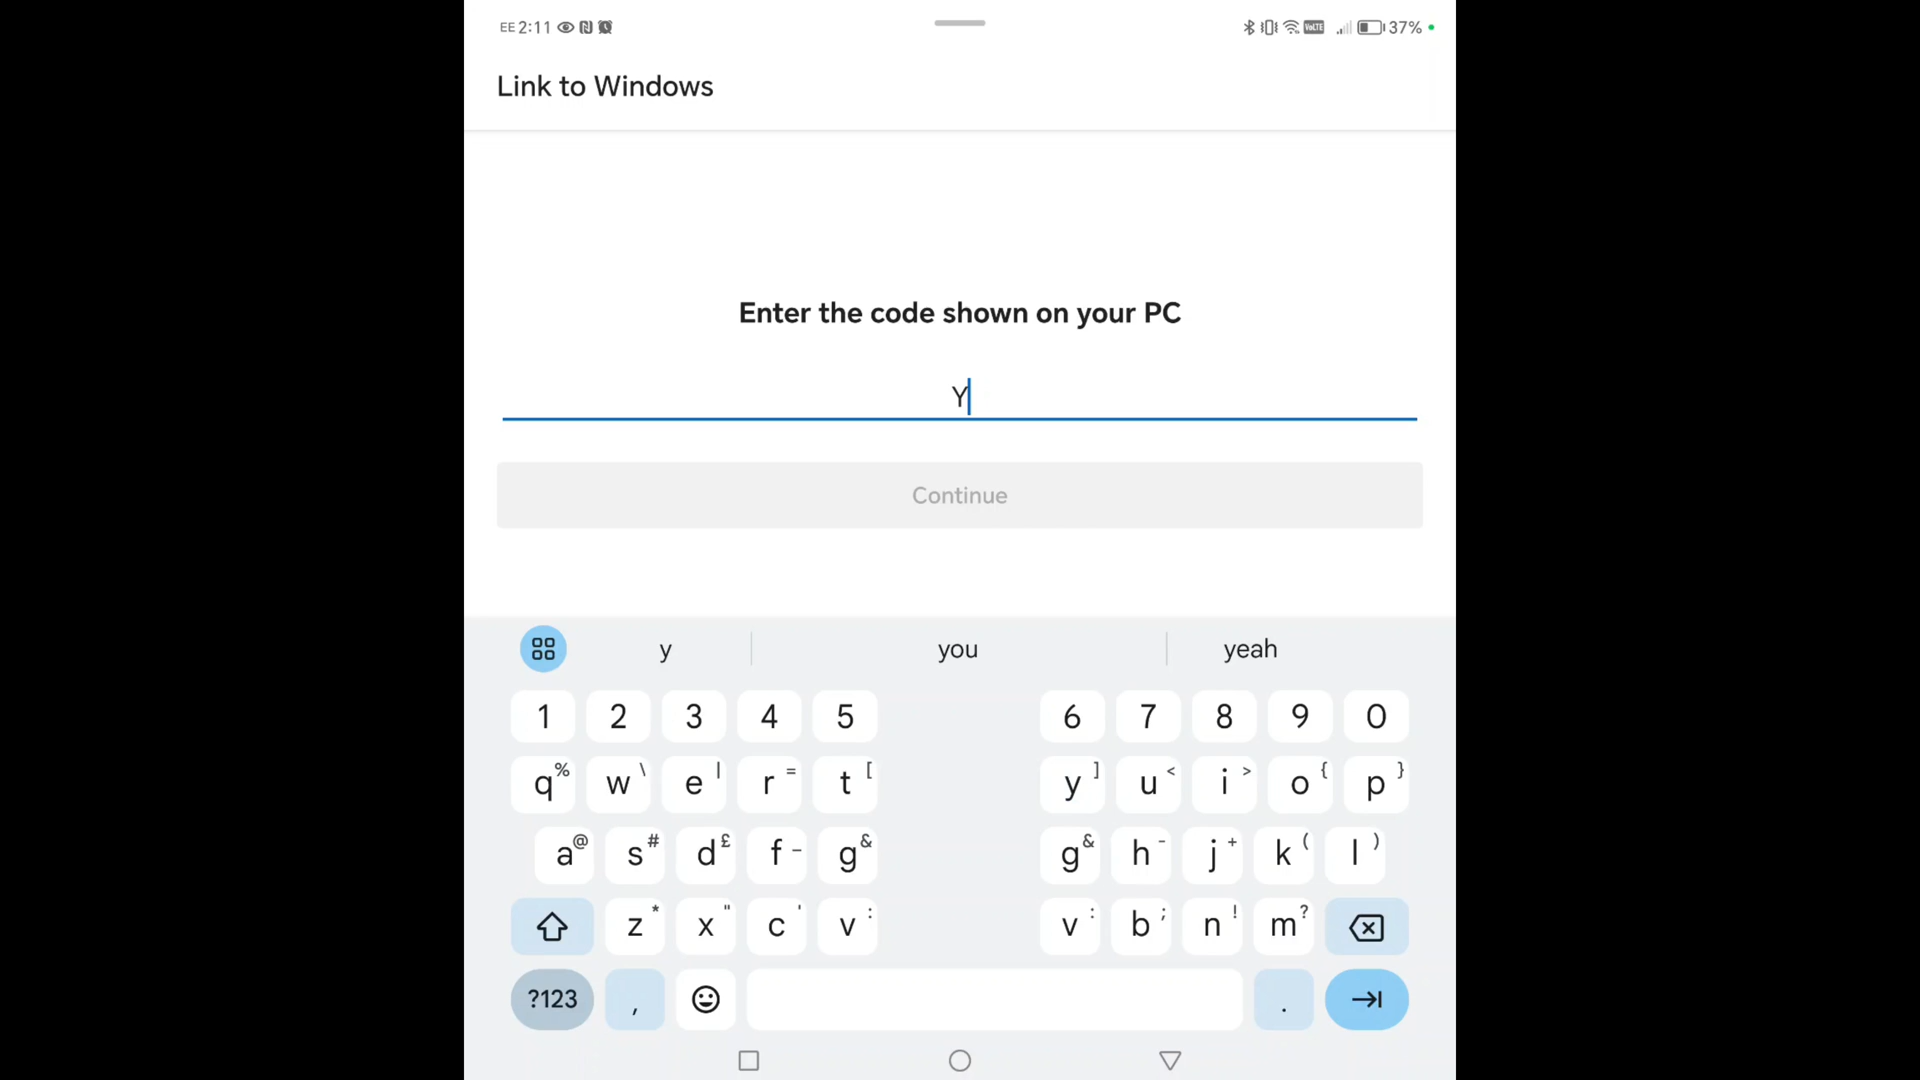 EE 2:11 VoLTE 37%
Link to Windows
Enter the code shown on your PC
Y
Continue
y you yeah
1 2 3 4 5 6 7 8 9 0
q% w\ e| r= t[ y] u< i> o{ p}
a@ s# d£ f– g& g& h- j+ k( l)
z* x" c' v: v: b; n! m?
?123 , .